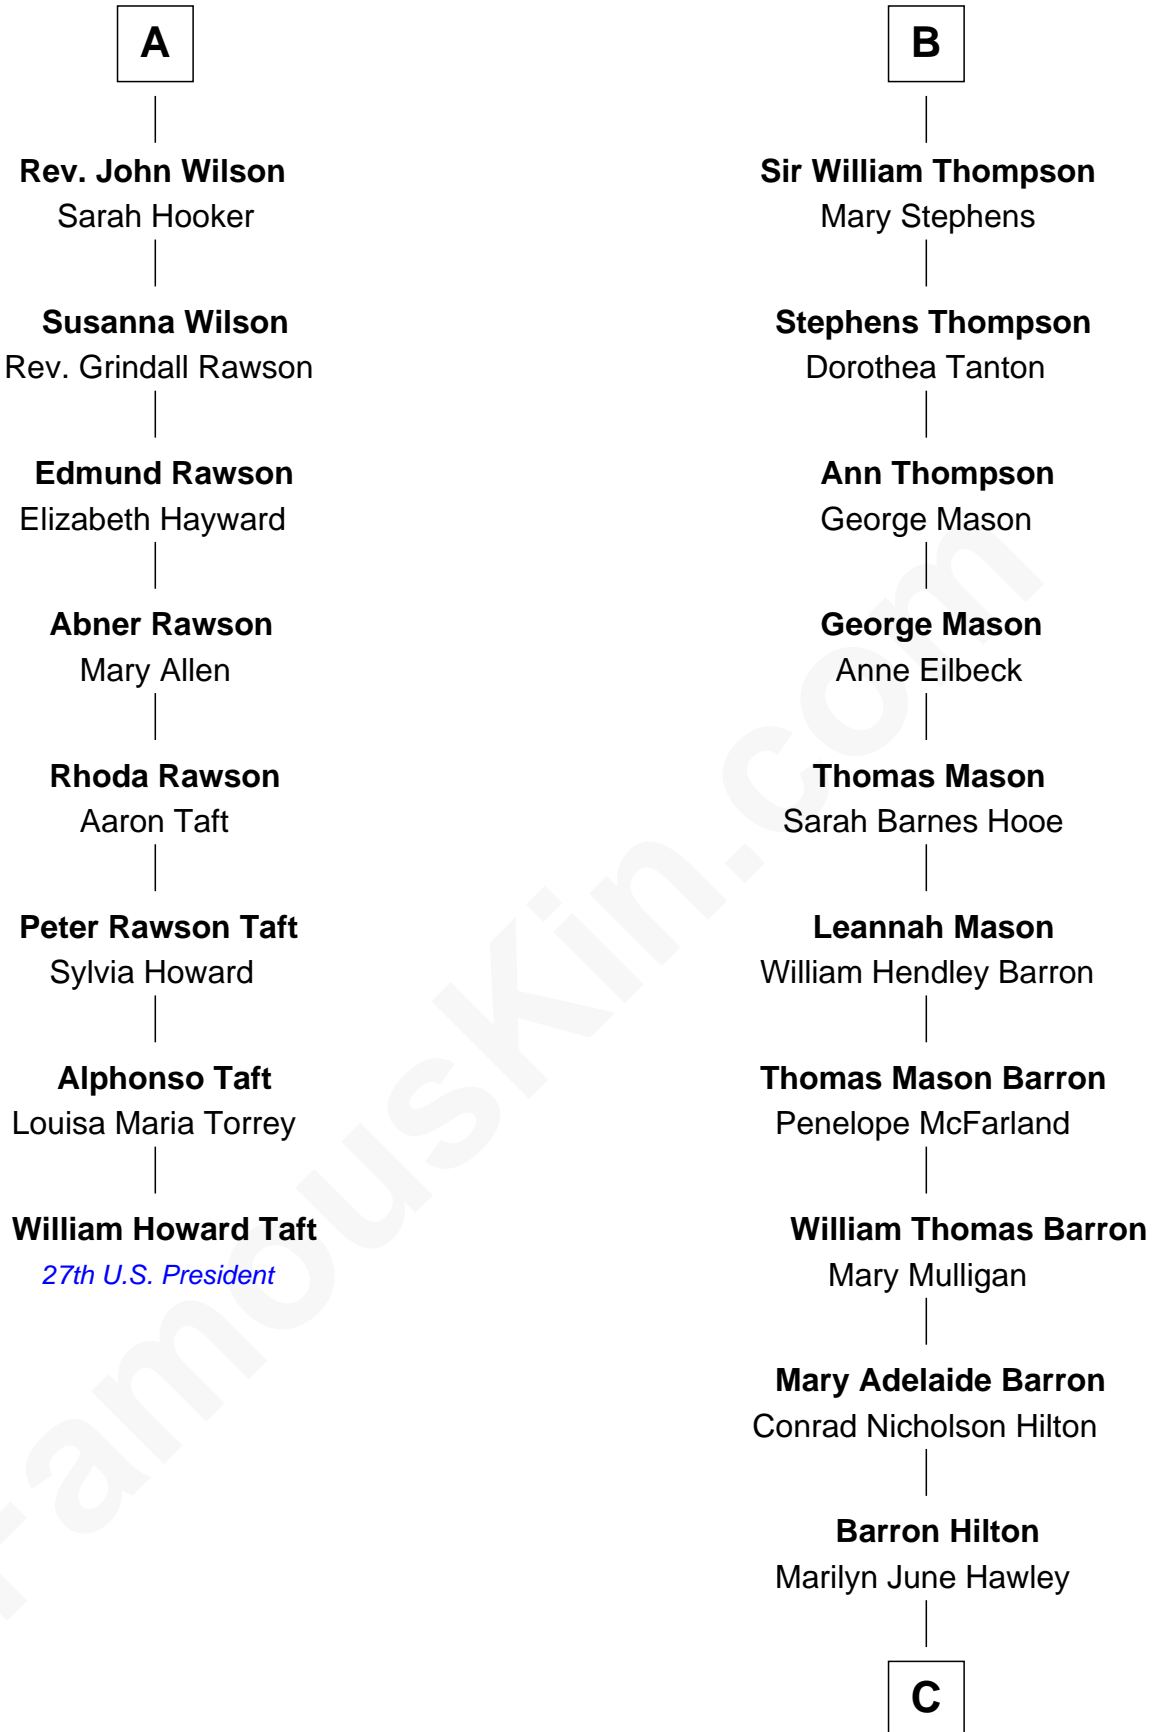 A
Rev. John Wilson
Sarah Hooker
Susanna Wilson
Rev. Grindall Rawson
Edmund Rawson
Elizabeth Hayward
Abner Rawson
Mary Allen
Rhoda Rawson
Aaron Taft
Peter Rawson Taft
Sylvia Howard
Alphonso Taft
Louisa Maria Torrey
William Howard Taft
27th U.S. President
B
Sir William Thompson
Mary Stephens
Stephens Thompson
Dorothea Tanton
Ann Thompson
George Mason
George Mason
Anne Eilbeck
Thomas Mason
Sarah Barnes Hooe
Leannah Mason
William Hendley Barron
Thomas Mason Barron
Penelope McFarland
William Thomas Barron
Mary Mulligan
Mary Adelaide Barron
Conrad Nicholson Hilton
Barron Hilton
Marilyn June Hawley
C
FamousKin.com